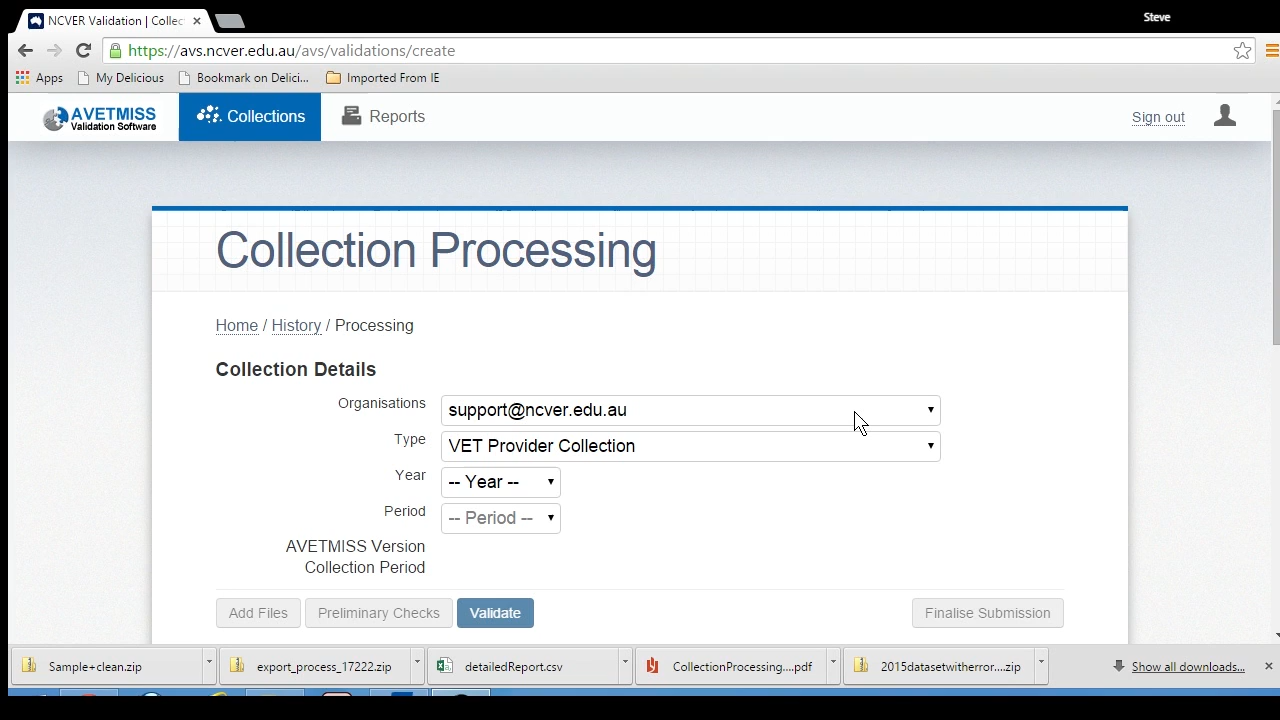 NCVER Validation | Collec
Steve
https://avs.ncver.edu.au/avs/validations/create
Apps My Delicious Bookmark on Delici... Imported From IE
AVETMISS
Validation Software
Collections
Reports
Sign out
Collection Processing
Home / History / Processing
Collection Details
Organisations support@ncver.edu.au
Type VET Provider Collection
Year -- Year --
Period -- Period --
AVETMISS Version
Collection Period
Add Files Preliminary Checks Validate Finalise Submission
Sample+clean.zip export_process_17222.zip detailedReport.csv CollectionProcessing....pdf 2015datasetwitherror....zip Show all downloads...